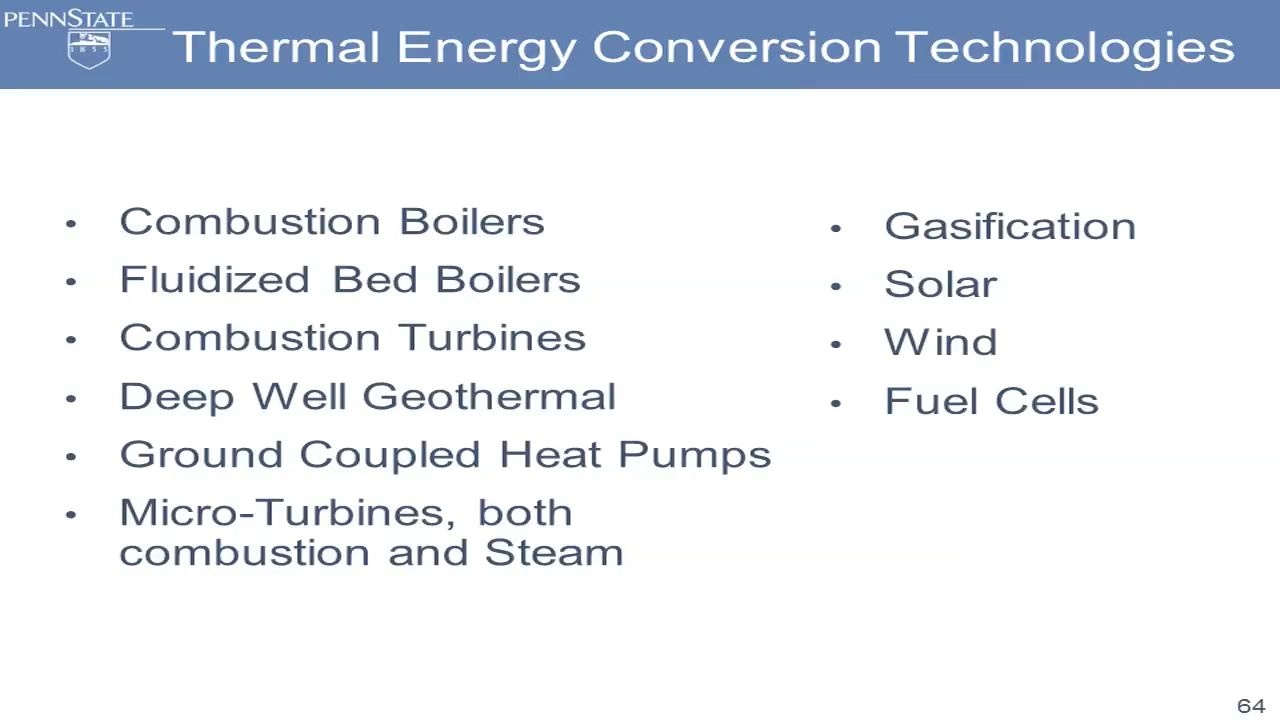 PENNSTATE
1855
Thermal Energy Conversion Technologies
• Combustion Boilers
• Fluidized Bed Boilers
• Combustion Turbines
• Deep Well Geothermal
• Ground Coupled Heat Pumps
• Micro-Turbines, both
combustion and Steam
• Gasification
• Solar
• Wind
• Fuel Cells
64